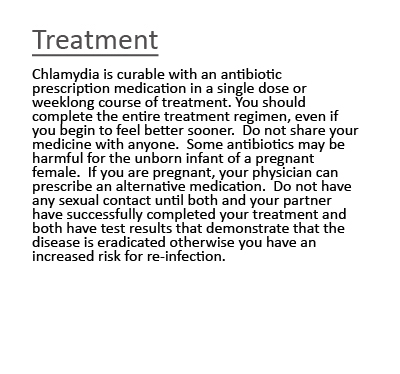 Treatment
Chlamydia is curable with an antibiotic
prescription medication in a single dose or
weeklong course of treatment. You should
complete the entire treatment regimen, even if
you begin to feel better sooner.  Do not share your
medicine with anyone.  Some antibiotics may be
harmful for the unborn infant of a pregnant
female.  If you are pregnant, your physician can
prescribe an alternative medication.  Do not have
any sexual contact until both and your partner
have successfully completed your treatment and
both have test results that demonstrate that the
disease is eradicated otherwise you have an
increased risk for re-infection.